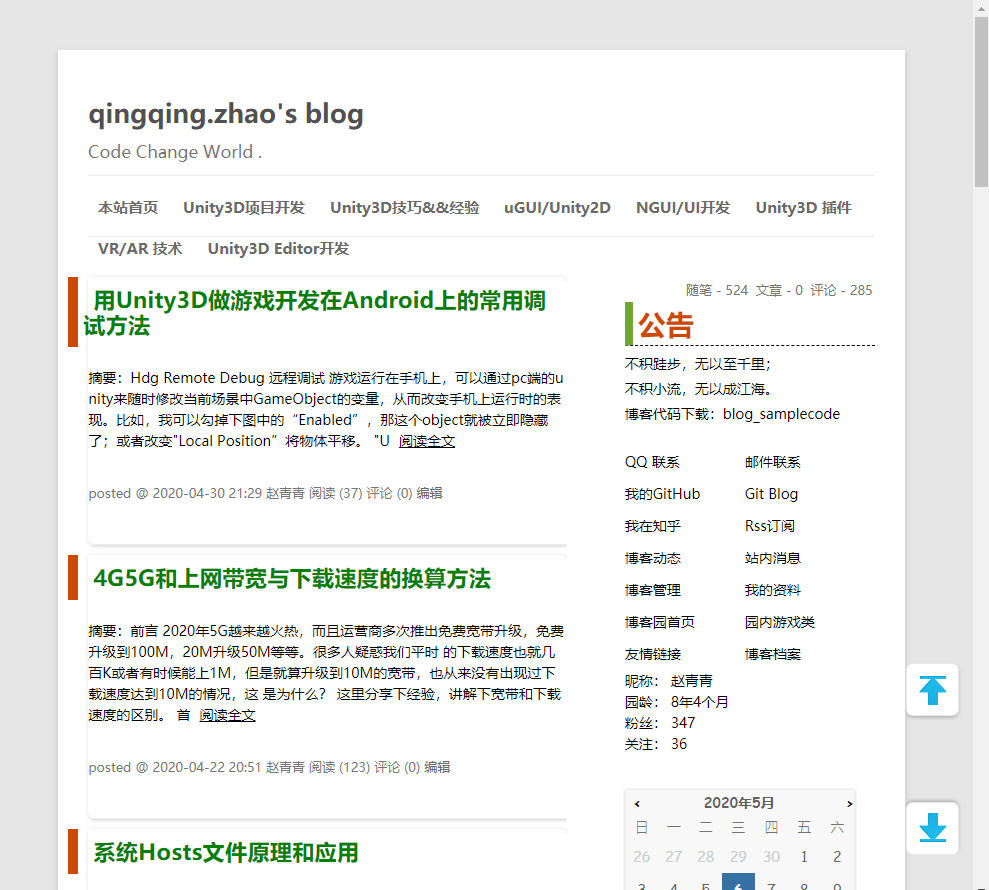 qingqing.zhao's blog
Code Change World .
本站首页 Unity3D项目开发 Unity3D技巧&&经验 uGUI/Unity2D NGUI/UI开发 Unity3D 插件
VR/AR 技术 Unity3D Editor开发
用Unity3D做游戏开发在Android上的常用调
试方法
摘要：Hdg Remote Debug 远程调试 游戏运行在手机上，可以通过pc端的u
nity来随时修改当前场景中GameObject的变量，从而改变手机上运行时的表
现。比如，我可以勾掉下图中的“Enabled”，那这个object就被立即隐藏
了；或者改变"Local Position”将物体平移。 "U 阅读全文
posted @ 2020-04-30 21:29 赵青青 阅读 (37) 评论 (0) 编辑
4G5G和上网带宽与下载速度的换算方法
摘要：前言 2020年5G越来越火热，而且运营商多次推出免费宽带升级，免费
升级到100M，20M升级50M等等。很多人疑惑我们平时 的下载速度也就几
百K或者有时候能上1M，但是就算升级到10M的宽带，也从来没有出现过下
载速度达到10M的情况，这 是为什么？ 这里分享下经验，讲解下宽带和下载
速度的区别。 首 阅读全文
posted @ 2020-04-22 20:51 赵青青 阅读 (123) 评论 (0) 编辑
系统Hosts文件原理和应用
随笔 - 524 文章 - 0 评论 - 285
公告
不积跬步，无以至千里；
不积小流，无以成江海。
博客代码下载：blog_samplecode
QQ 联系 邮件联系
我的GitHub Git Blog
我在知乎 Rss订阅
博客动态 站内消息
博客管理 我的资料
博客园首页 园内游戏类
友情链接 博客档案
昵称： 赵青青
园龄： 8年4个月
粉丝： 347
关注： 36
‹ 2020年5月 ›
日 一 二 三 四 五 六
26 27 28 29 30 1 2
3 4 5 6 7 8 9